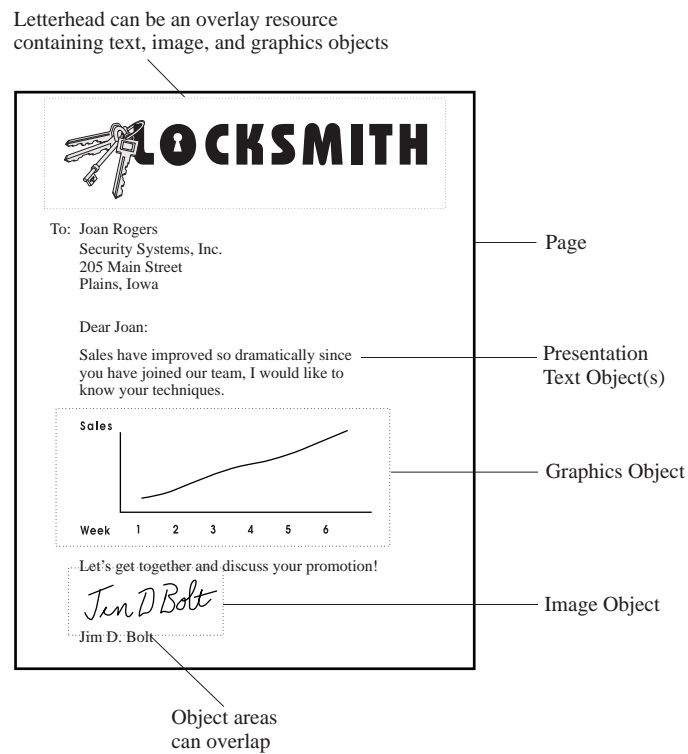 Letterhead can be an overlay resource
containing text, image, and graphics objects
LOCKSMITH
To: Joan Rogers
Security Systems, Inc.
205 Main Street
Plains, Iowa
Page
Dear Joan:
Sales have improved so dramatically since
you have joined our team, I would like to
know your techniques.
Presentation
Text Object(s)
Sales
Graphics Object
Week 1 2 3 4 5 6
Let's get together and discuss your promotion!
Jim D Bolt
Image Object
Jim D. Bolt
Object areas
can overlap